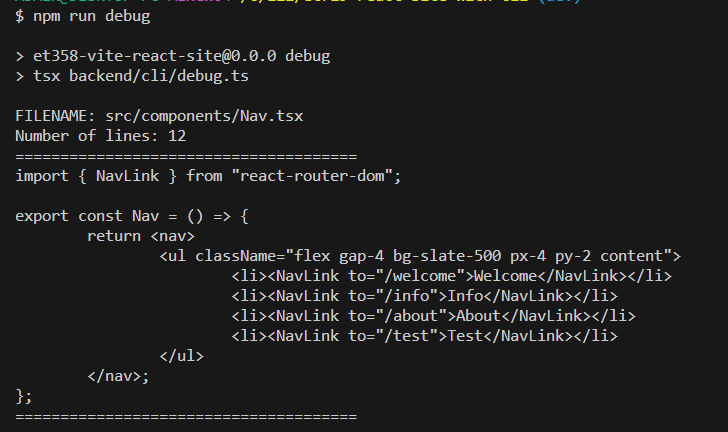 $ npm run debug

> et358-vite-react-site@0.0.0 debug
> tsx backend/cli/debug.ts

FILENAME: src/components/Nav.tsx
Number of lines: 12
======================================
import { NavLink } from "react-router-dom";

export const Nav = () => {
        return <nav>
                <ul className="flex gap-4 bg-slate-500 px-4 py-2 content">
                        <li><NavLink to="/welcome">Welcome</NavLink></li>
                        <li><NavLink to="/info">Info</NavLink></li>
                        <li><NavLink to="/about">About</NavLink></li>
                        <li><NavLink to="/test">Test</NavLink></li>
                </ul>
        </nav>;
};
======================================